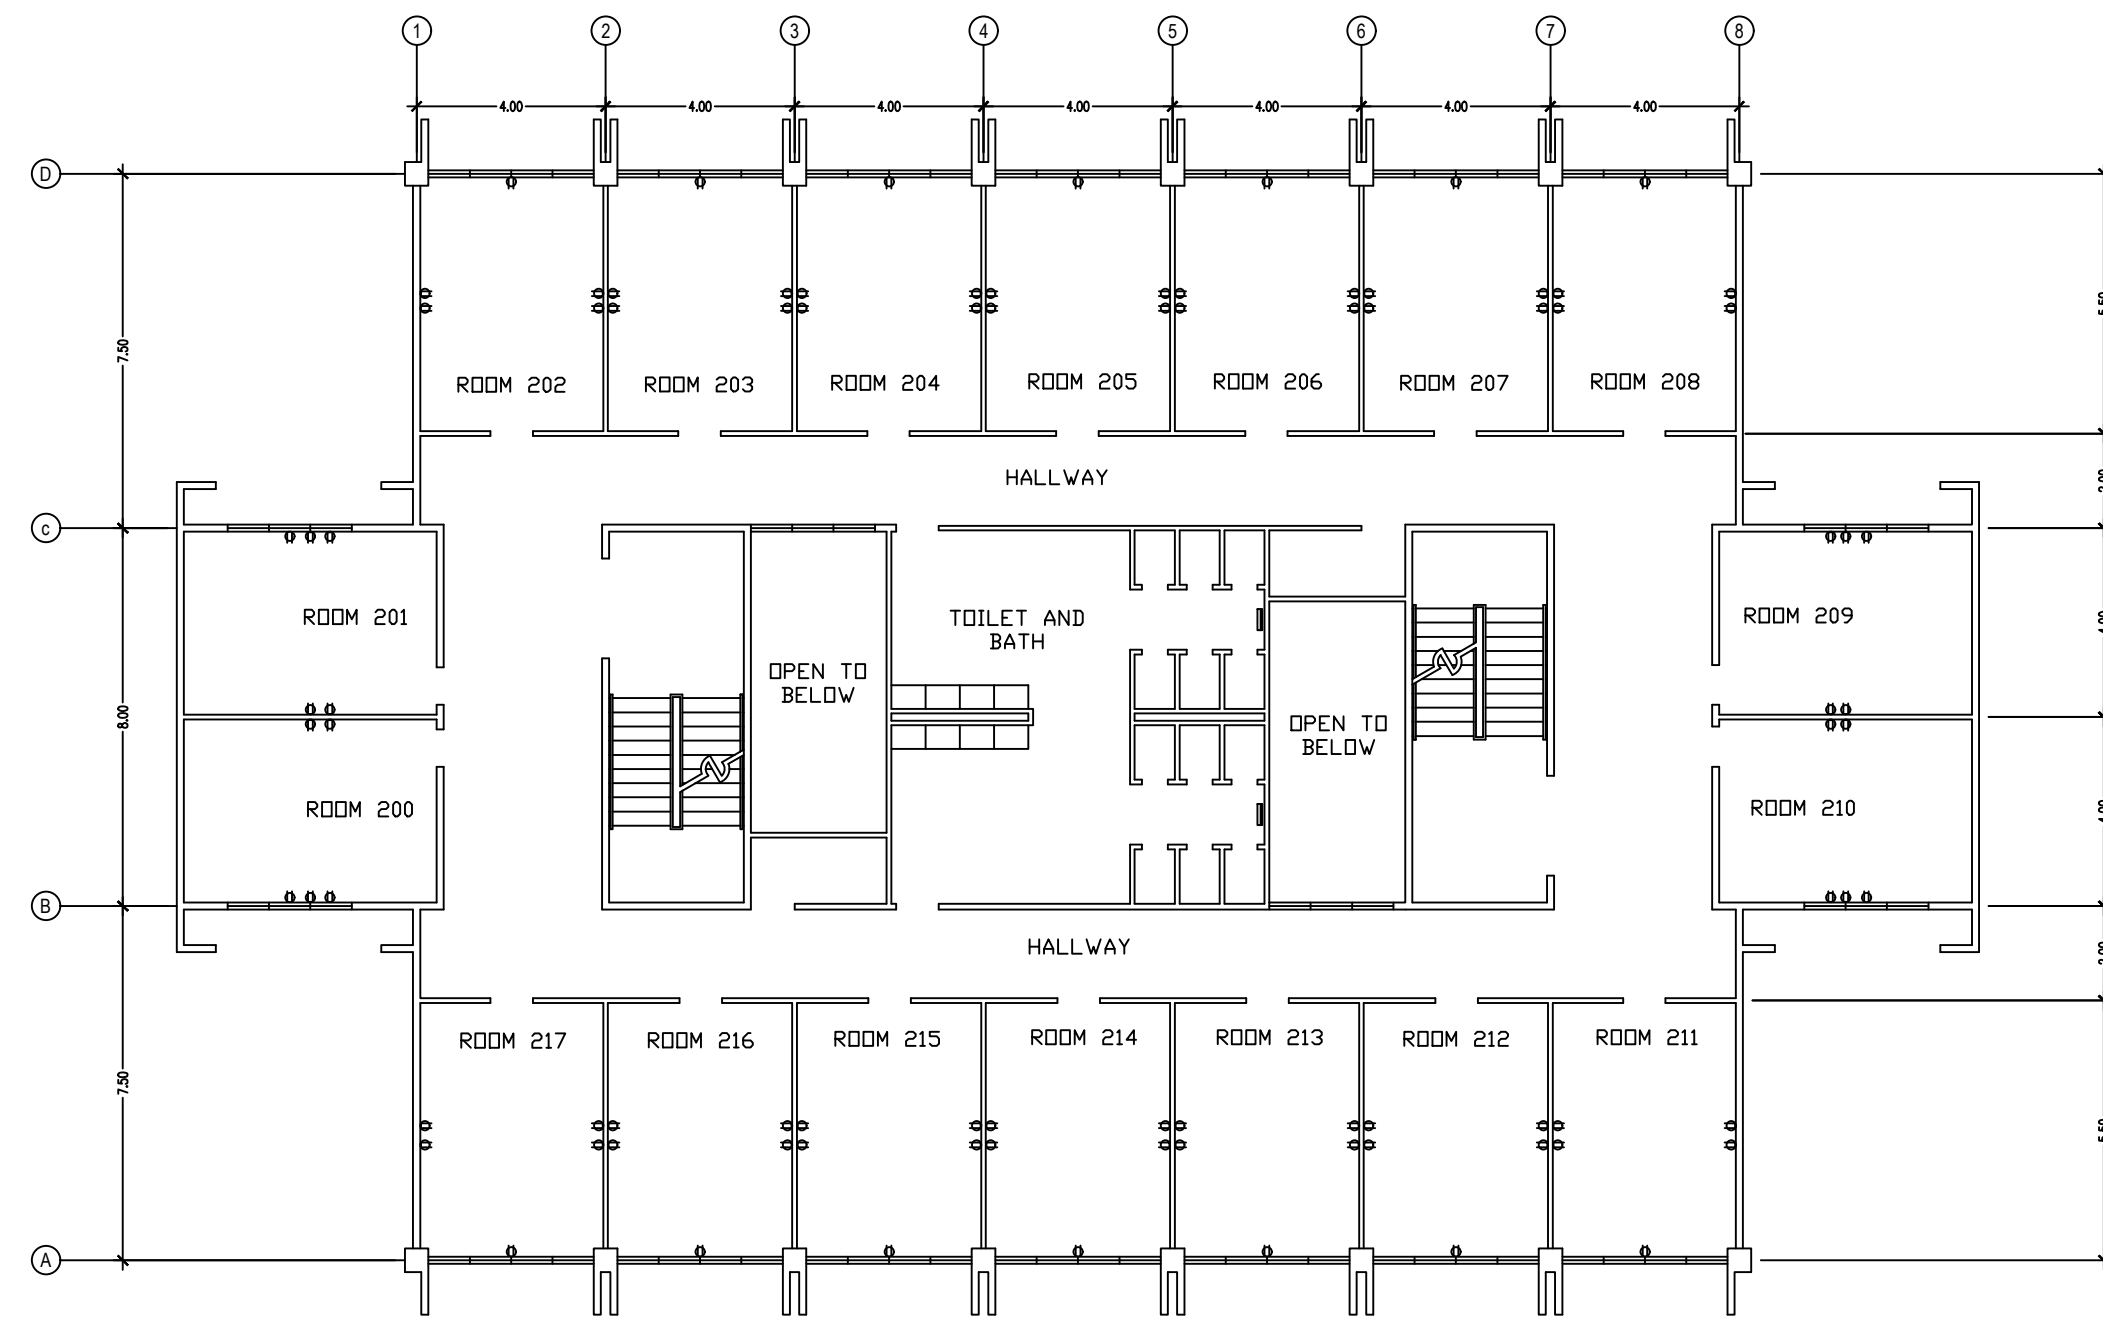 1 2 3 4 5 6 7 8
4.00 4.00 4.00 4.00 4.00 4.00 4.00
D
7.50
ROOM 202 ROOM 203 ROOM 204 ROOM 205 ROOM 206 ROOM 207 ROOM 208
HALLWAY
c
ROOM 201
TOILET AND
BATH
ROOM 209
OPEN TO
BELOW
8.00
OPEN TO
BELOW
ROOM 200
ROOM 210
B
HALLWAY
ROOM 217 ROOM 216 ROOM 215 ROOM 214 ROOM 213 ROOM 212 ROOM 211
7.50
A